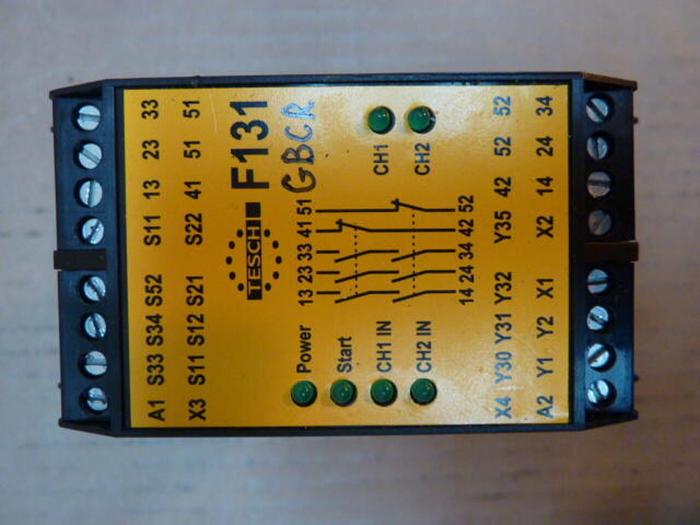 33 23 13 S11 S52 S34 S33 A1
51 51 41 S22 S21 S12 S11 X3
TESCH F131
GBCR
CH1
CH2
13 23 33 41 51
14 24 34 42 52
Power
Start
CH1 IN
CH2 IN
52 52 42 Y35 Y32 Y31 Y30 X4
34 24 14 X2 X1 Y2 Y1 A2